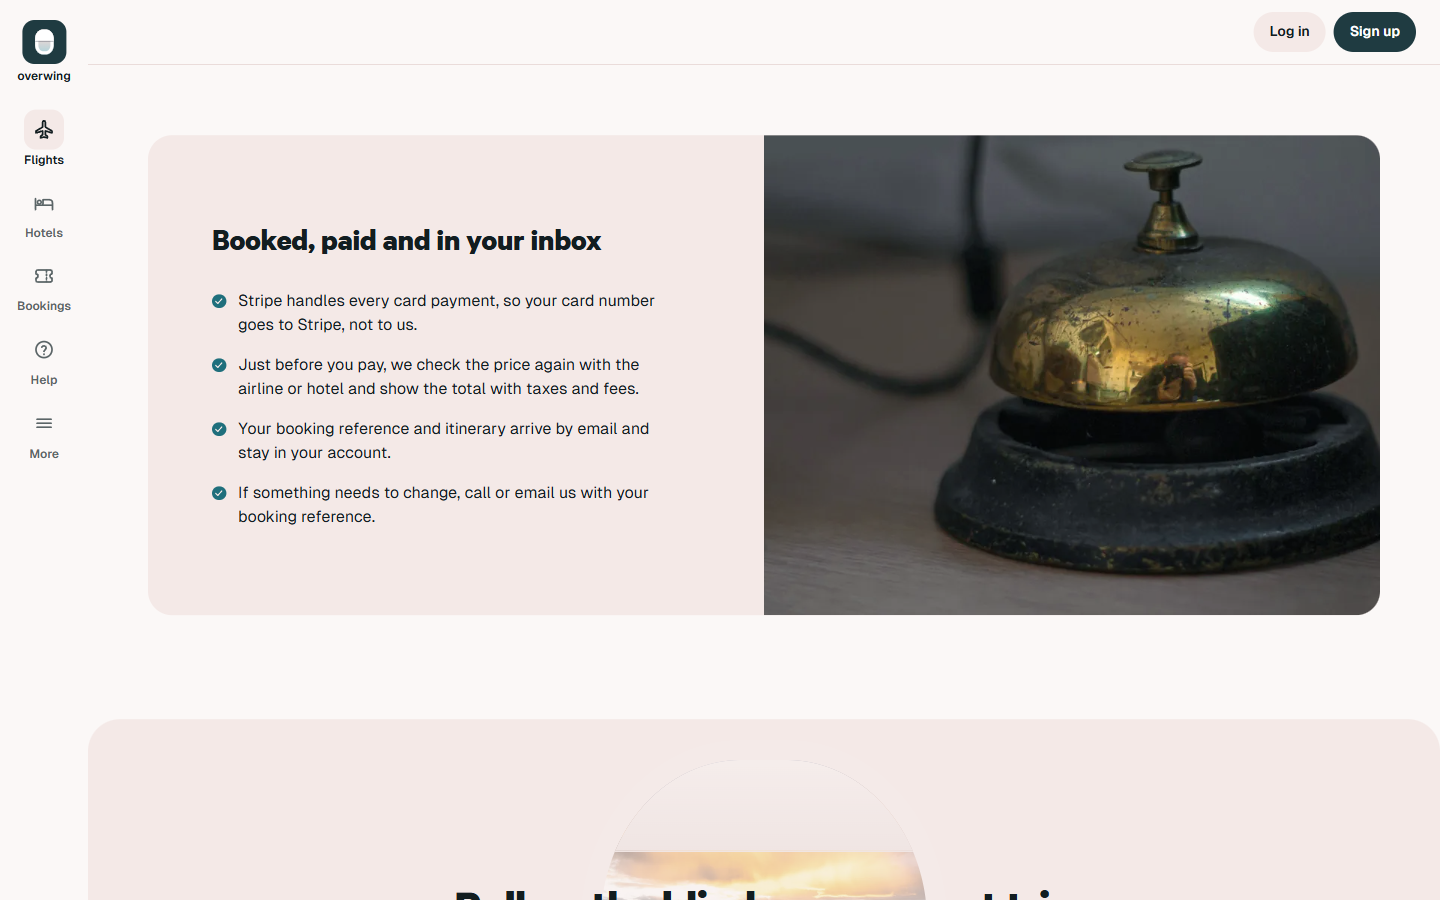 Log in
Sign up
overwing
Flights
Hotels
Bookings
Help
More
Booked, paid and in your inbox
Stripe handles every card payment, so your card number
goes to Stripe, not to us.
Just before you pay, we check the price again with the
airline or hotel and show the total with taxes and fees.
Your booking reference and itinerary arrive by email and
stay in your account.
If something needs to change, call or email us with your
booking reference.